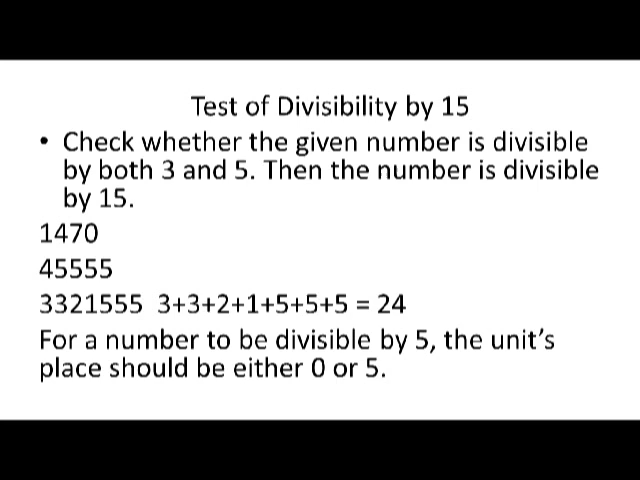 Test of Divisibility by 15
• Check whether the given number is divisible
by both 3 and 5. Then the number is divisible
by 15.
1470
45555
3321555 3+3+2+1+5+5+5 = 24
For a number to be divisible by 5, the unit’s
place should be either 0 or 5.